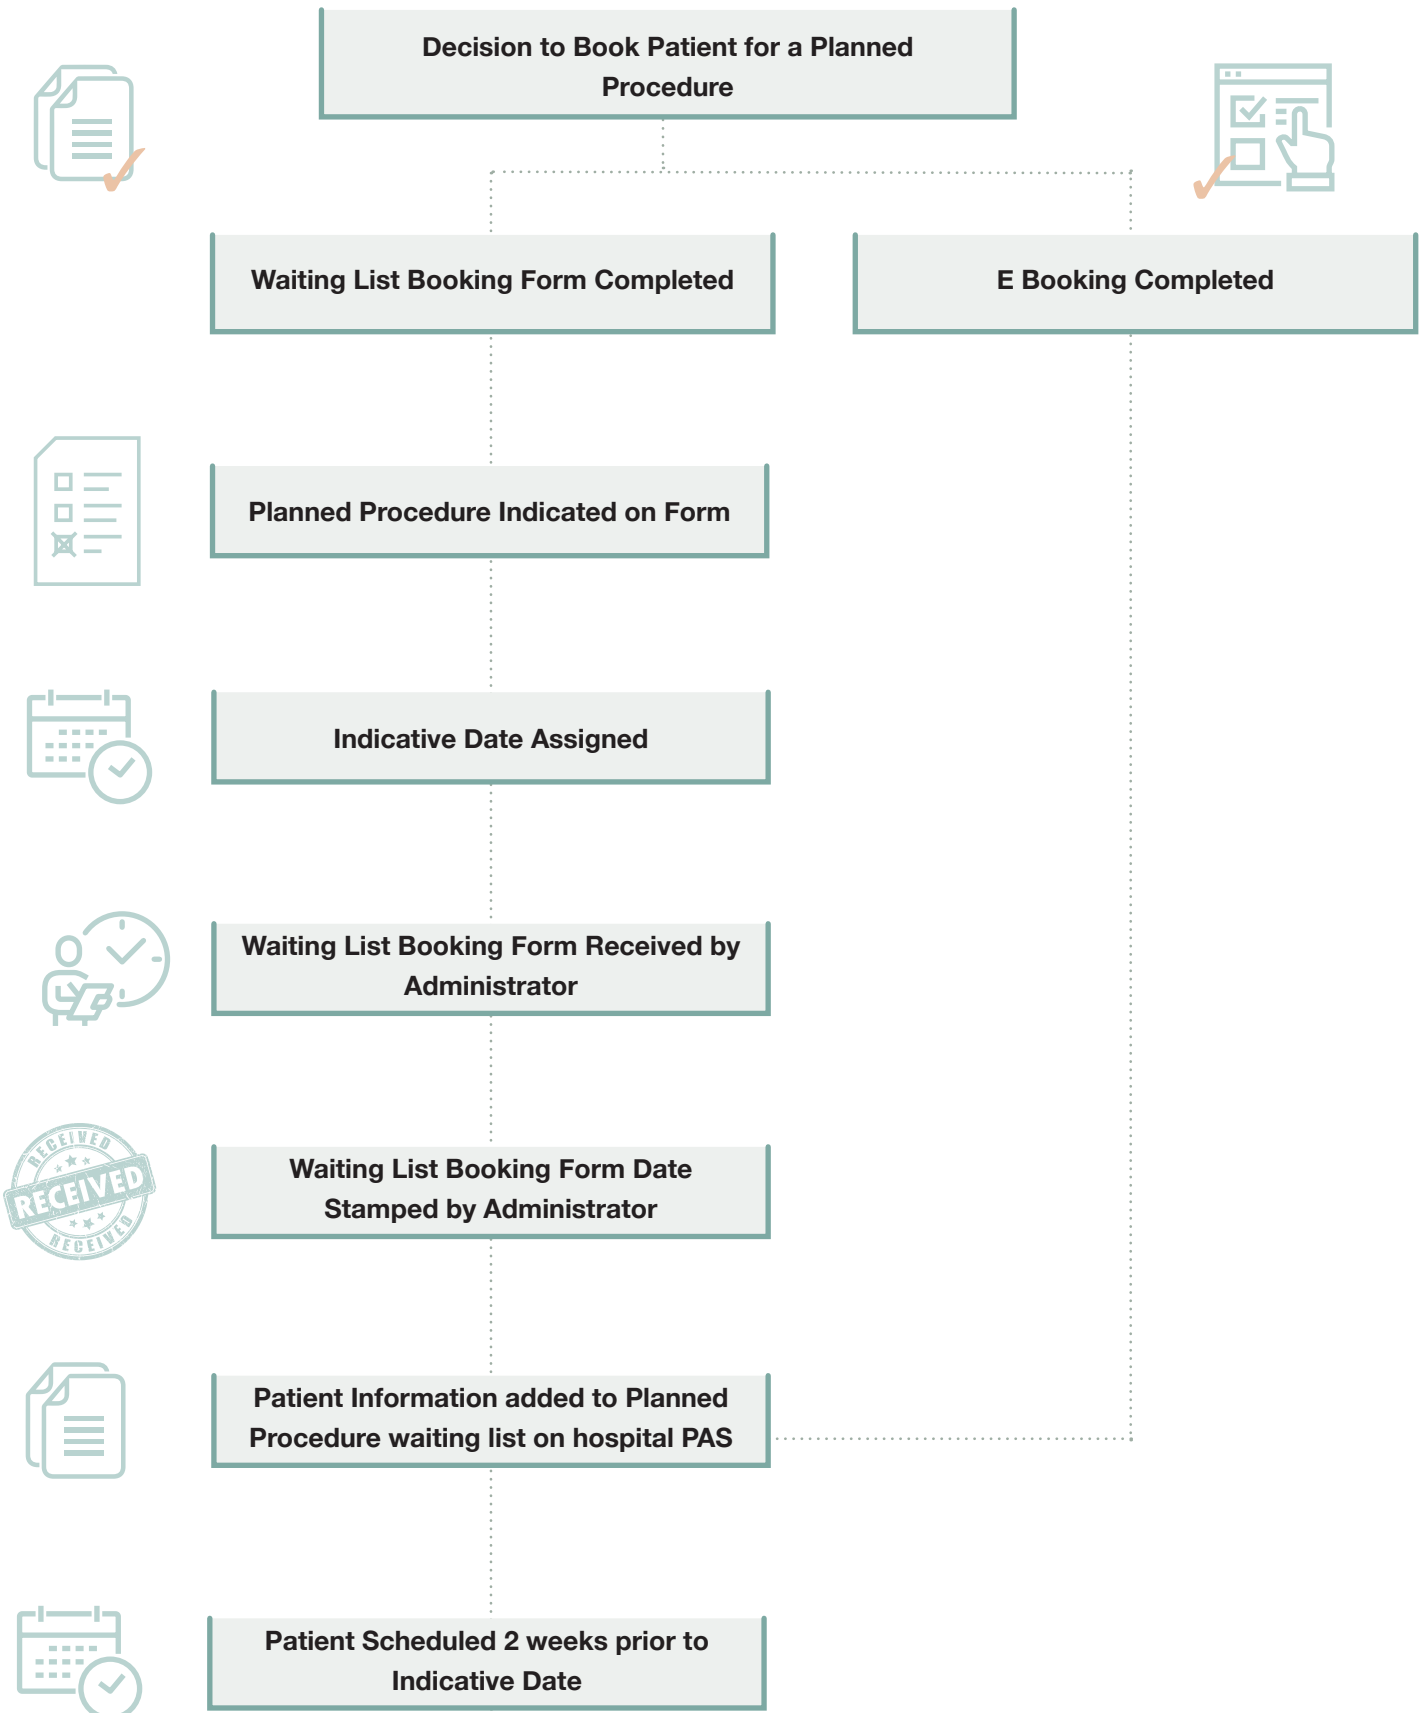 Decision to Book Patient for a Planned
Procedure
Waiting List Booking Form Completed
E Booking Completed
Planned Procedure Indicated on Form
Indicative Date Assigned
Waiting List Booking Form Received by
Administrator
RECEIVED
RECEIVED
RECEIVED
Waiting List Booking Form Date
Stamped by Administrator
Patient Information added to Planned
Procedure waiting list on hospital PAS
Patient Scheduled 2 weeks prior to
Indicative Date